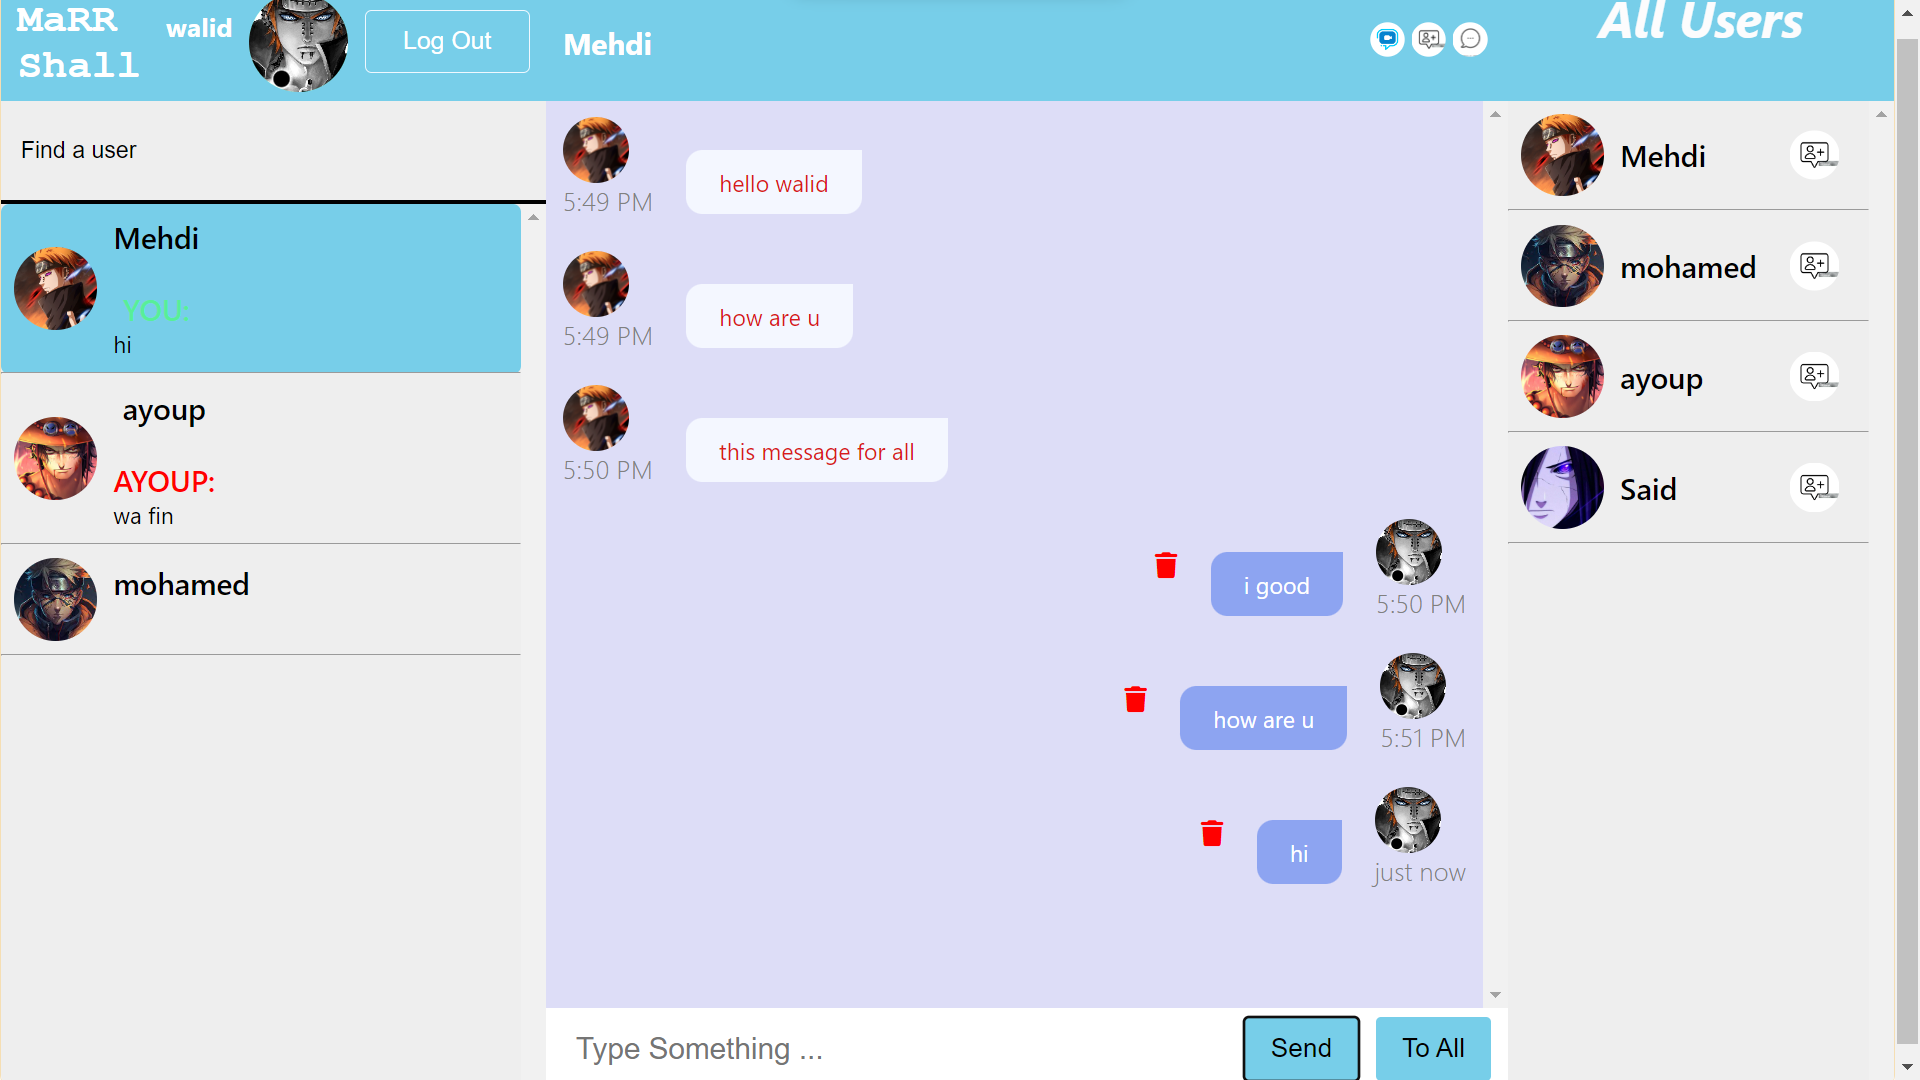 MaRR
Shall
walid
Log Out
Mehdi
All Users
Find a user
Mehdi
YOU:
hi
ayoup
AYOUP:
wa fin
mohamed
5:49 PM
hello walid
5:49 PM
how are u
5:50 PM
this message for all
i good
5:50 PM
how are u
5:51 PM
hi
just now
Type Something ...
Send
To All
Mehdi
mohamed
ayoup
Said